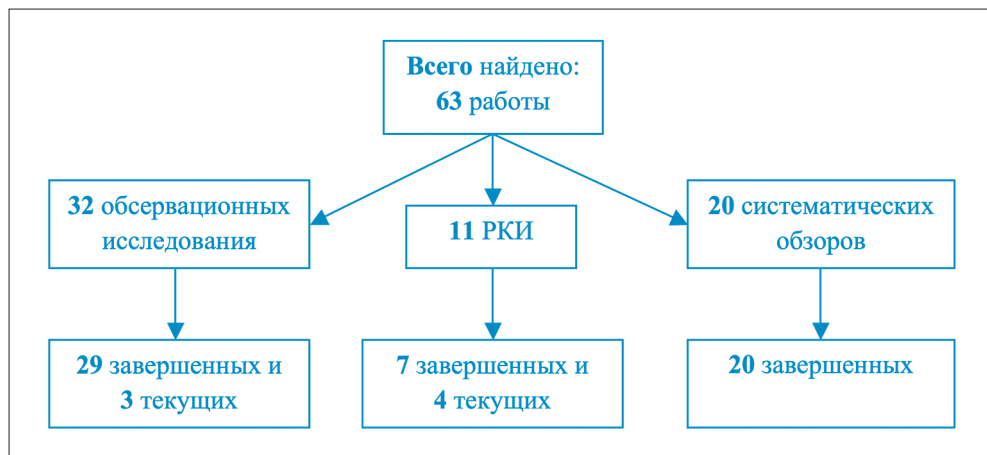 Всего найдено:
63 работы
32 обсервационных
исследования
11 РКИ
20 систематических
обзоров
29 завершенных и
3 текущих
7 завершенных и
4 текущих
20 завершенных